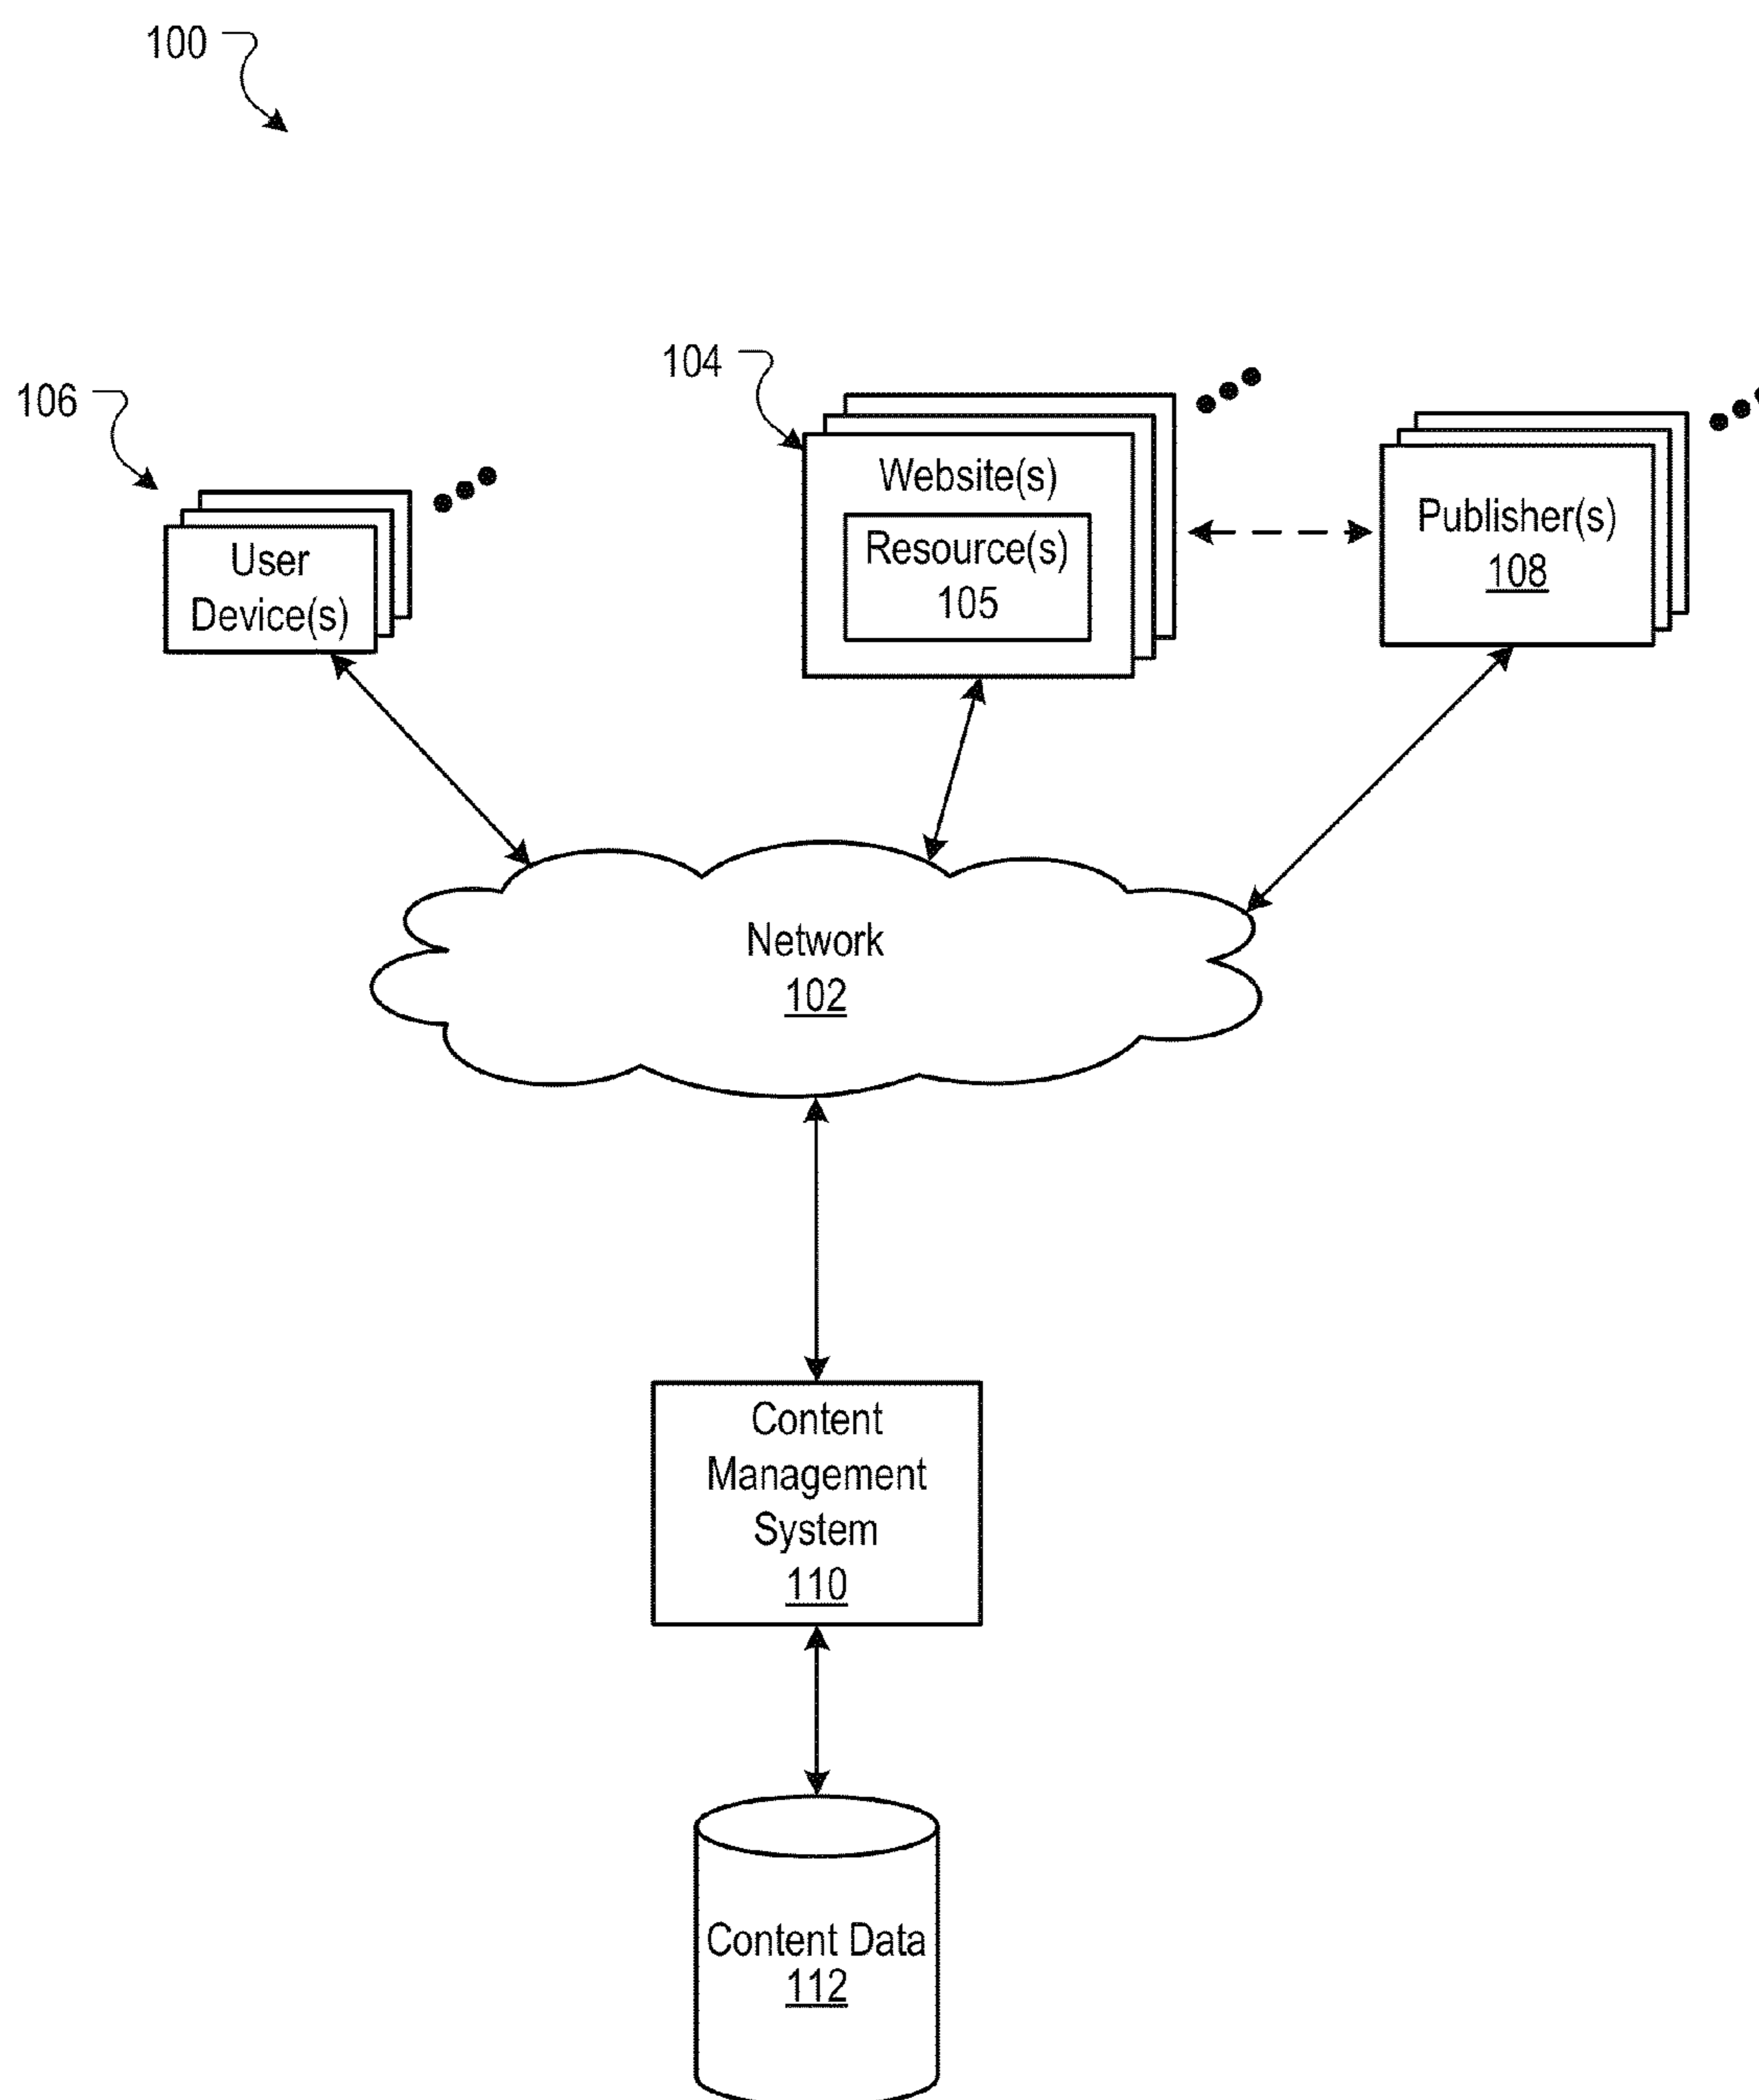 100
104
106
Website(s)
Resource(s)
105
Publisher(s)
108
User
Device(s)
Network
102
Content
Management
System
110
Content Data
112